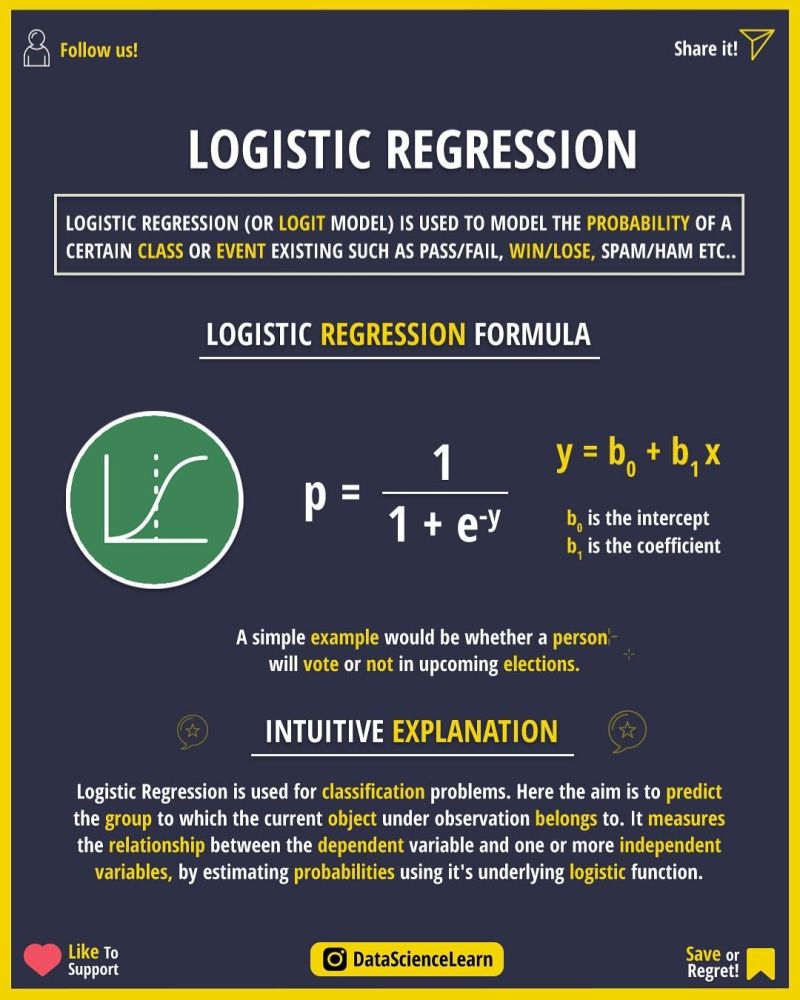 Follow us!
Share it!
LOGISTIC REGRESSION
LOGISTIC REGRESSION (OR LOGIT MODEL) IS USED TO MODEL THE PROBABILITY OF A
CERTAIN CLASS OR EVENT EXISTING SUCH AS PASS/FAIL, WIN/LOSE, SPAM/HAM ETC..
LOGISTIC REGRESSION FORMULA
p = 1 / (1 + e^-y)
y = b₀ + b₁x
b₀ is the intercept
b₁ is the coefficient
A simple example would be whether a person
will vote or not in upcoming elections.
INTUITIVE EXPLANATION
Logistic Regression is used for classification problems. Here the aim is to predict
the group to which the current object under observation belongs to. It measures
the relationship between the dependent variable and one or more independent
variables, by estimating probabilities using it's underlying logistic function.
Like To
Support
DataScienceLearn
Save or
Regret!